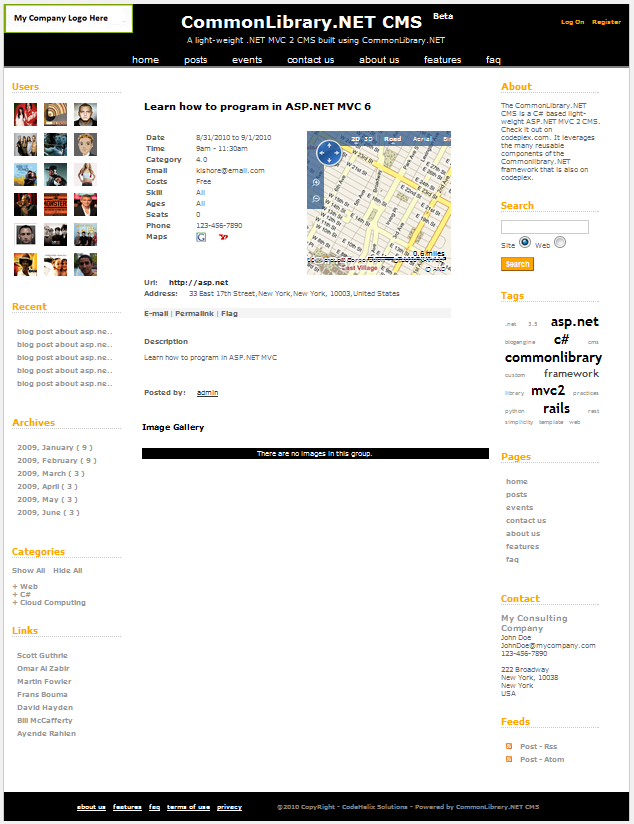 My Company Logo Here
CommonLibrary.NET CMS Beta
A light-weight .NET MVC 2 CMS built using CommonLibrary.NET
Log On Register
home posts events contact us about us features faq
Users
Recent
blog post about asp.ne..
blog post about asp.ne..
blog post about asp.ne..
blog post about asp.ne..
blog post about asp.ne..
Archives
2009, January ( 9 )
2009, February ( 9 )
2009, March ( 3 )
2009, April ( 3 )
2009, May ( 3 )
2009, June ( 3 )
Categories
Show All Hide All
+ Web
+ C#
+ Cloud Computing
Links
Scott Guthrie
Omar Al Zabir
Martin Fowler
Frans Bouma
David Hayden
Bill McCafferty
Ayende Rahien
Learn how to program in ASP.NET MVC 6
Date 8/31/2010 to 9/1/2010
Time 9am - 11:30am
Category 4.0
Email kishore@email.com
Costs Free
Skill All
Ages All
Seats 0
Phone 123-456-7890
Maps
2D 3D Road Aerial
E 24th St
E 23rd St
E 22nd St
0.6 miles
East Village
Url: http://asp.net
Address: 33 East 17th Street,New York,New York, 10003,United States
E-mail | Permalink | Flag
Description
Learn how to program in ASP.NET MVC
Posted by: admin
Image Gallery
There are no images in this group.
About
The CommonLibrary.NET
CMS is a C# based light-
weight ASP.NET MVC 2 CMS.
Check it out on
codeplex.com. It leverages
the many reusable
components of the
CommonLibrary.NET
framework that is also on
codeplex.
Search
Site Web
Search
Tags
.net 3.5 asp.net
blogengine c# cms
commonlibrary
custom framework
library mvc2 practices
python rails rest
simplicity template web
Pages
home
posts
events
contact us
about us
features
faq
Contact
My Consulting
Company
John Doe
JohnDoe@mycompany.com
123-456-7890
222 Broadway
New York, 10038
New York
USA
Feeds
Post - Rss
Post - Atom
about us features faq terms of use privacy
©2010 CopyRight - CodeHelix Solutions - Powered by CommonLibrary.NET CMS